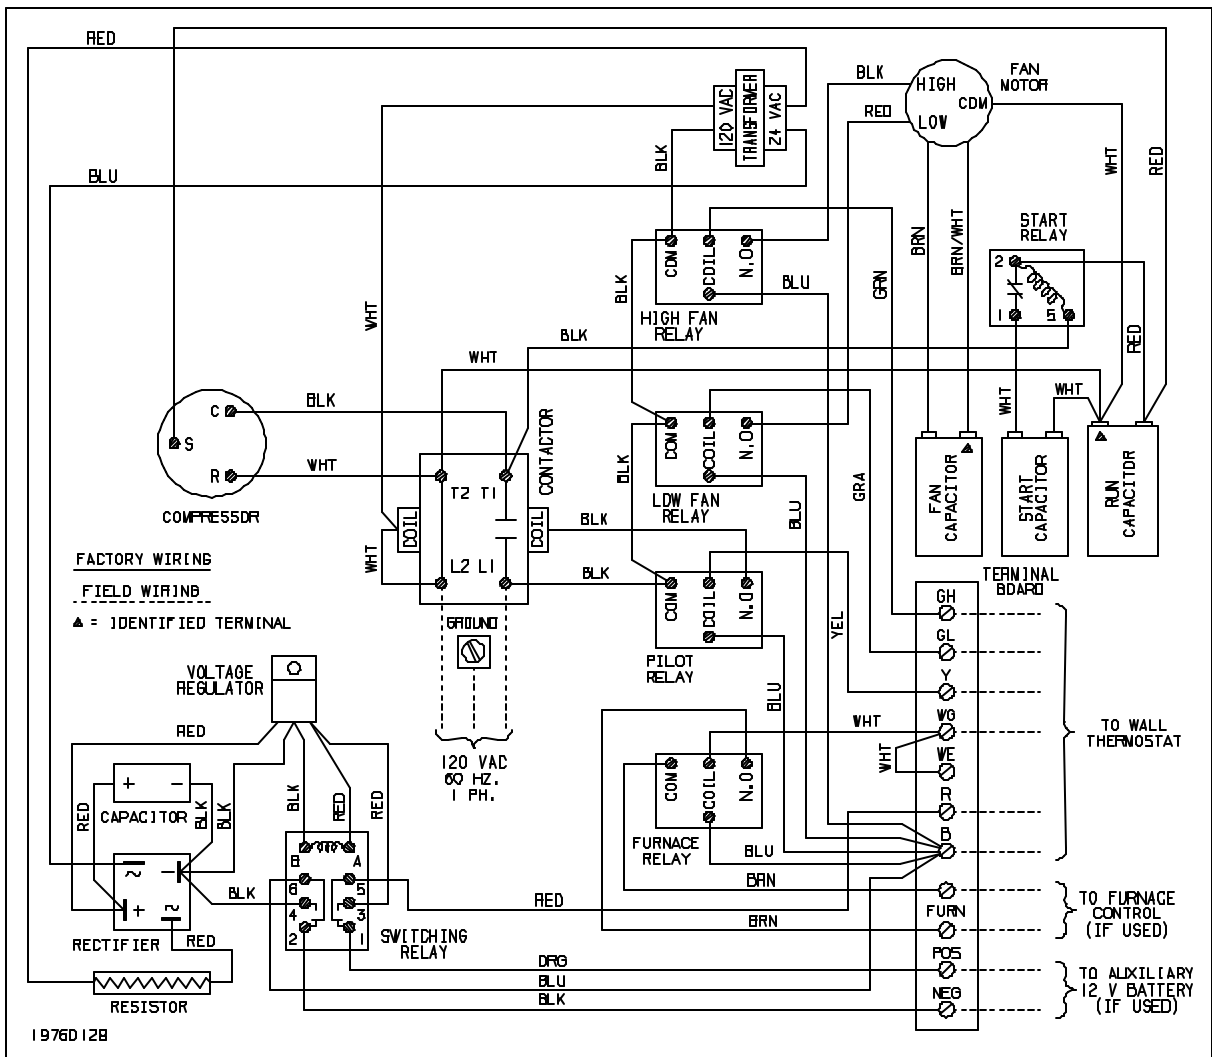 RED
BLU
120 VAC
TRANSFORMER
24 VAC
BLK
BLK
RED
HIGH
COM
LOW
FAN
MOTOR
WHT
RED
BRN
BRN/WHT
START
RELAY
2
1
5
RED
WHT
WHT
FAN
CAPACITOR
START
CAPACITOR
RUN
CAPACITOR
COM
COIL
N.O
BLU
HIGH FAN
RELAY
GRN
BLK
BLK
WHT
WHT
BLK
COM
COIL
N.O
LOW FAN
RELAY
BLK
BLU
GRA
C
S
R
COMPRESSOR
BLK
WHT
CONTACTOR
T2 T1
L2 L1
COIL
COIL
BLK
BLK
WHT
COM
COIL
N.O
PILOT
RELAY
BLU
YEL
FACTORY WIRING
FIELD WIRING
= IDENTIFIED TERMINAL
GROUND
120 VAC
60 HZ.
1 PH.
VOLTAGE
REGULATOR
RED
RED
+ -
CAPACITOR
BLK
BLK
BLK
RED
RED
~
-
+
~
RECTIFIER
RED
RESISTOR
BLK
B
A
6
5
4
3
2
1
SWITCHING
RELAY
COM
COIL
N.O
FURNACE
RELAY
WHT
WHT
BLU
BRN
RED
BRN
ORG
BLU
BLK
TERMINAL
BOARD
GH
GL
Y
WG
WE
R
B
FURN
POS
NEG
TO WALL
THERMOSTAT
TO FURNACE
CONTROL
(IF USED)
TO AUXILIARY
12 V BATTERY
(IF USED)
1976D128